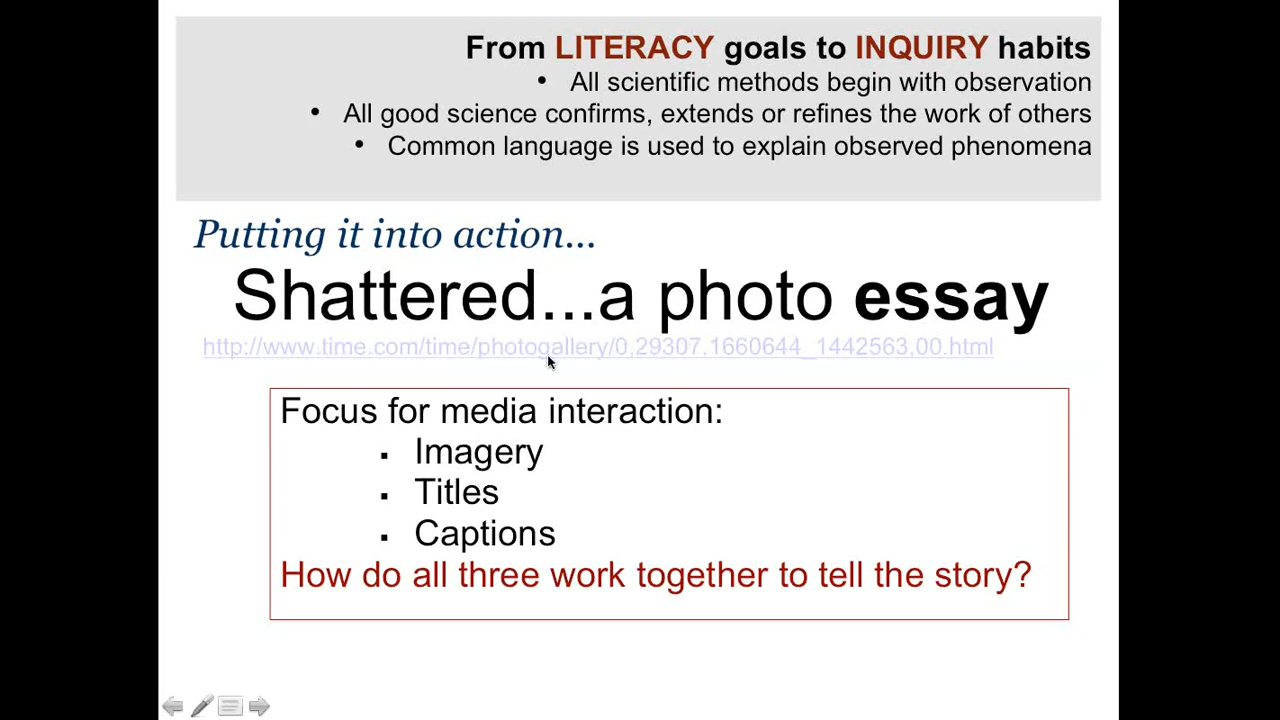 From LITERACY goals to INQUIRY habits
• All scientific methods begin with observation
• All good science confirms, extends or refines the work of others
• Common language is used to explain observed phenomena
Putting it into action...
Shattered...a photo essay
http://www.time.com/time/photogallery/0,29307.1660644_1442563,00.html
Focus for media interaction:
▪ Imagery
▪ Titles
▪ Captions
How do all three work together to tell the story?